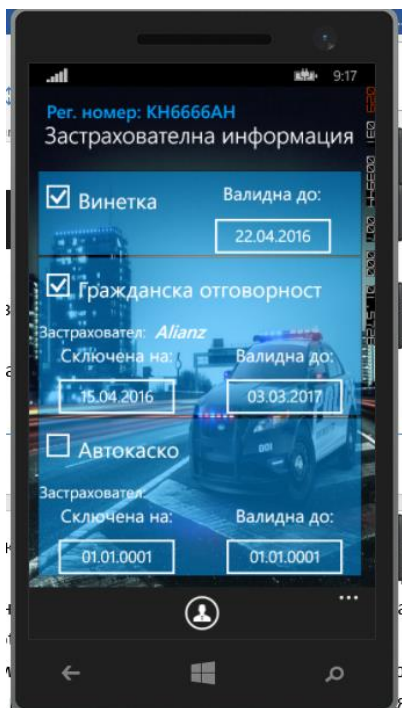 9:17
Рег. номер: KH6666AH
Застрахователна информация
Винетка
Валидна до:
22.04.2016
Гражданска отговорност
Застраховател: Alianz
Сключена на: Валидна до:
15.04.2016 03.03.2017
Автокаско
Застраховател:
Сключена на: Валидна до:
01.01.0001 01.01.0001